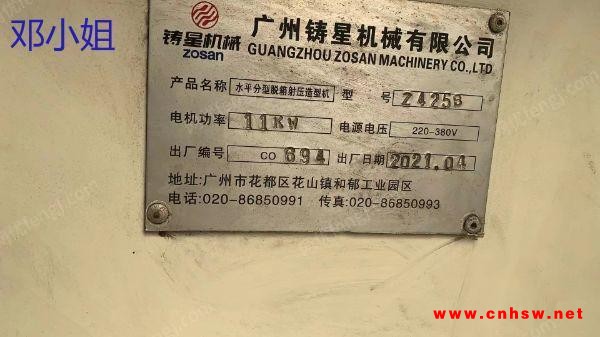 邓小姐
铸星机械
ZOSAN
广州铸星机械有限公司
GUANGZHOU ZOSAN MACHINERY CO.,LTD
产品名称 水平分型脱箱射压造型机 型 号 Z425B
电机功率 11KW 电源电压 220-380V
出厂编号 CO 694 出厂日期 2021.04
地址:广州市花都区花山镇和郁工业园区
电话:020-86850991 传真:020-86850993
www.cnhsw.net